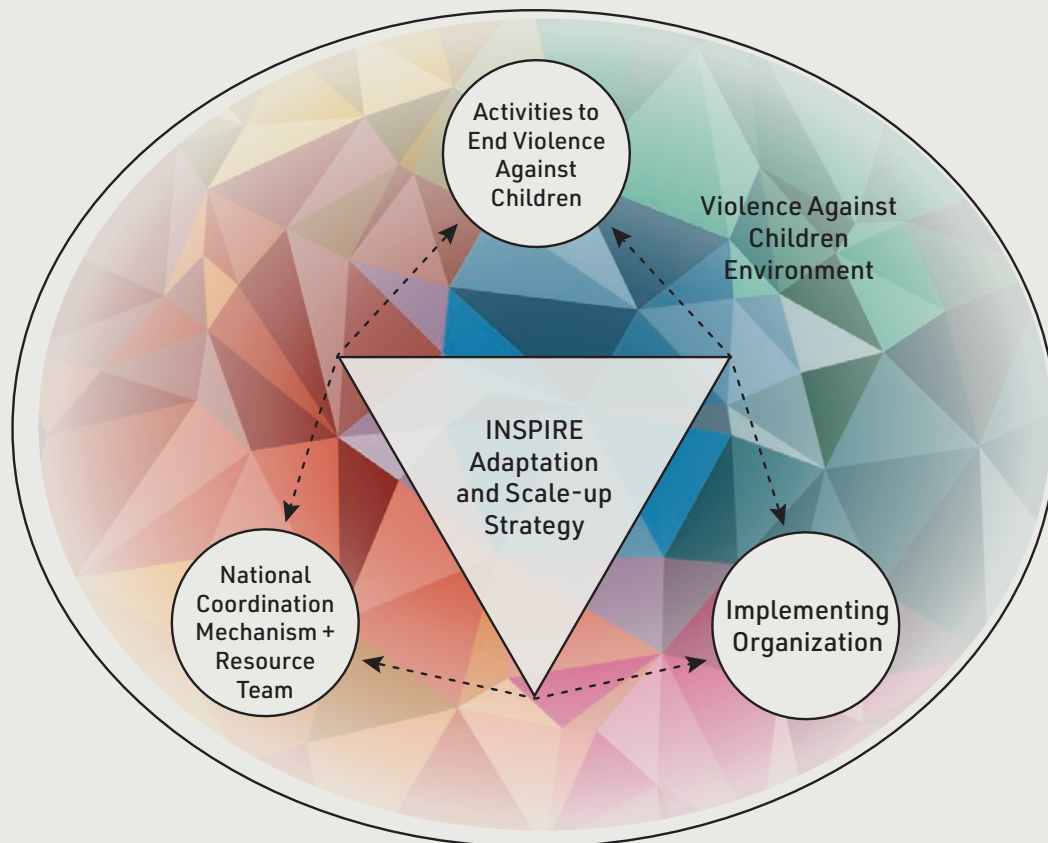 Activities to
End Violence
Against
Children
Violence Against
Children
Environment
INSPIRE
Adaptation
and Scale-up
Strategy
National
Coordination
Mechanism +
Resource
Team
Implementing
Organization